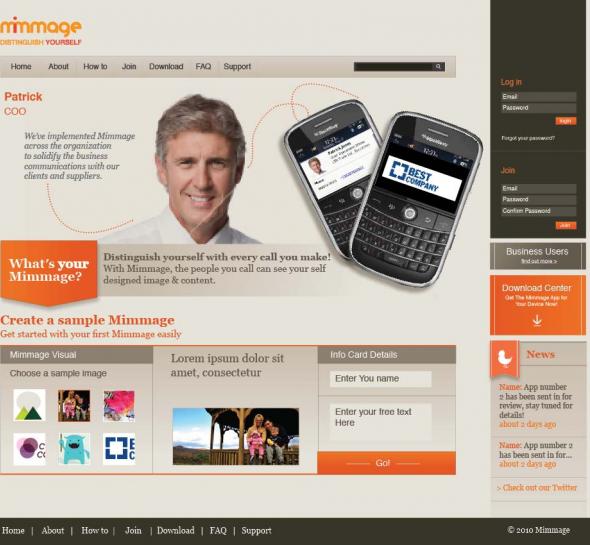 mimmage
DISTINGUISH YOURSELF
Home About How to Join Download FAQ Support
Patrick
COO
We've implemented Mimmage
across the organization
to solidify the business
communications with our
clients and suppliers.
BEST
COMPANY
What's your
Mimmage?
Distinguish yourself with every call you make!
With Mimmage, the people you call can see your self
designed image & content.
Create a sample Mimmage
Get started with your first Mimmage easily
Mimmage Visual
Choose a sample image
Lorem ipsum dolor sit
amet, consectetur
Info Card Details
Enter You name
Enter your free text
Here
Go!
Log in
Email
Password
login
Forgot your password?
Join
Email
Password
Confirm Password
Join
Business Users
find out more >
Download Center
Get The Mimmage App for
Your Device Now!
News
Name: App number
2 has been sent in for
review, stay tuned for
details!
about 2 days ago
Name: App number 2
has been sent in for...
about 2 days ago
> Check out our Twitter
Home | About | How to | Join | Download | FAQ | Support
© 2010 Mimmage